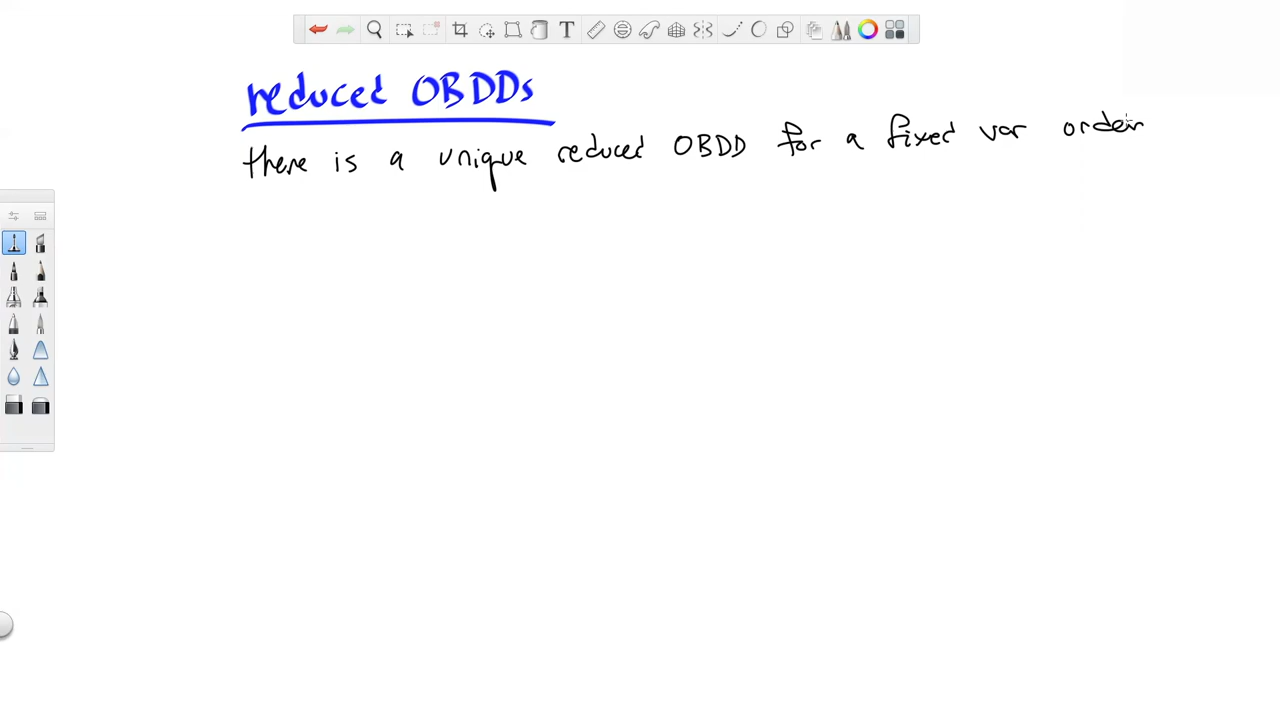 reduced OBDDs
there is a unique reduced OBDD for a fixed var order